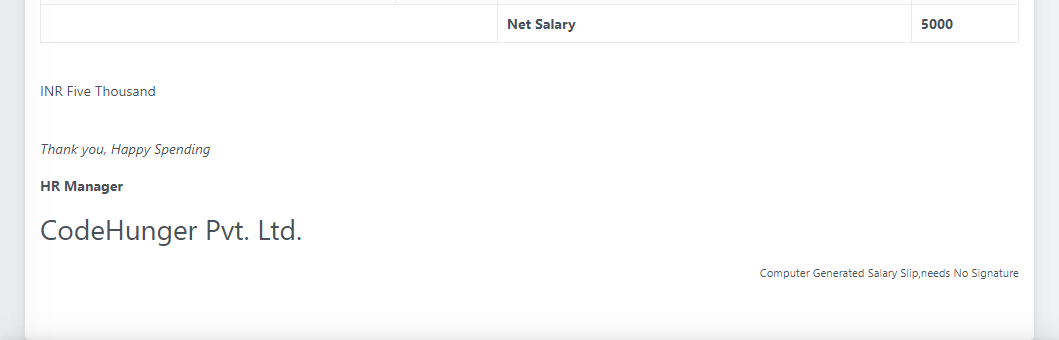 Net Salary 5000
INR Five Thousand
Thank you, Happy Spending
HR Manager
CodeHunger Pvt. Ltd.
Computer Generated Salary Slip,needs No Signature